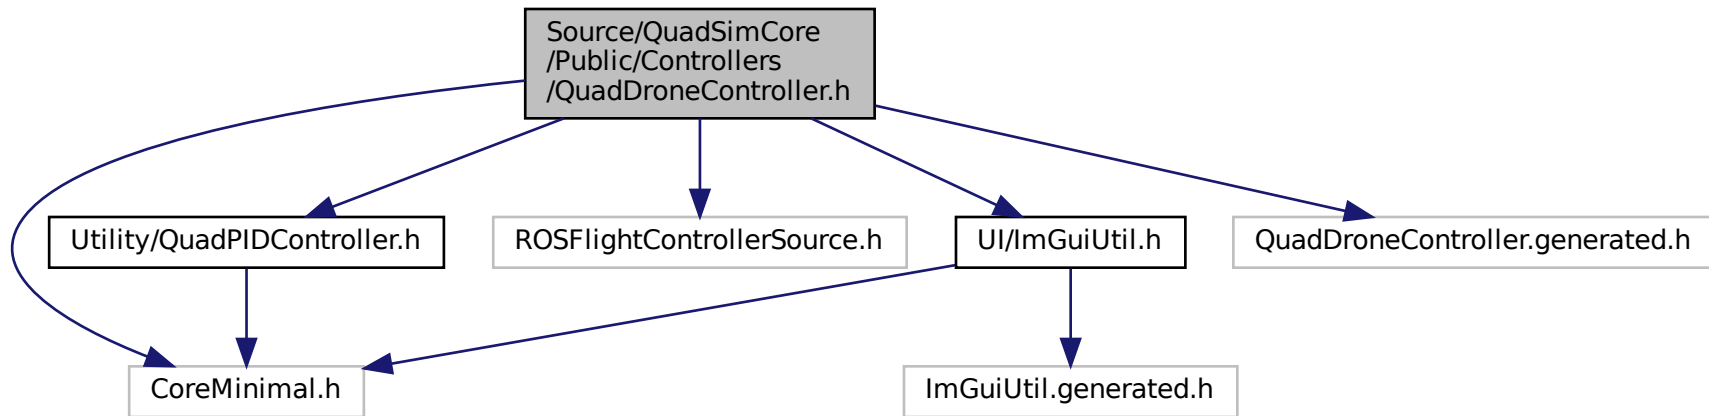 Source/QuadSimCore
/Public/Controllers
/QuadDroneController.h
Utility/QuadPIDController.h
ROSFlightControllerSource.h
UI/ImGuiUtil.h
QuadDroneController.generated.h
CoreMinimal.h
ImGuiUtil.generated.h